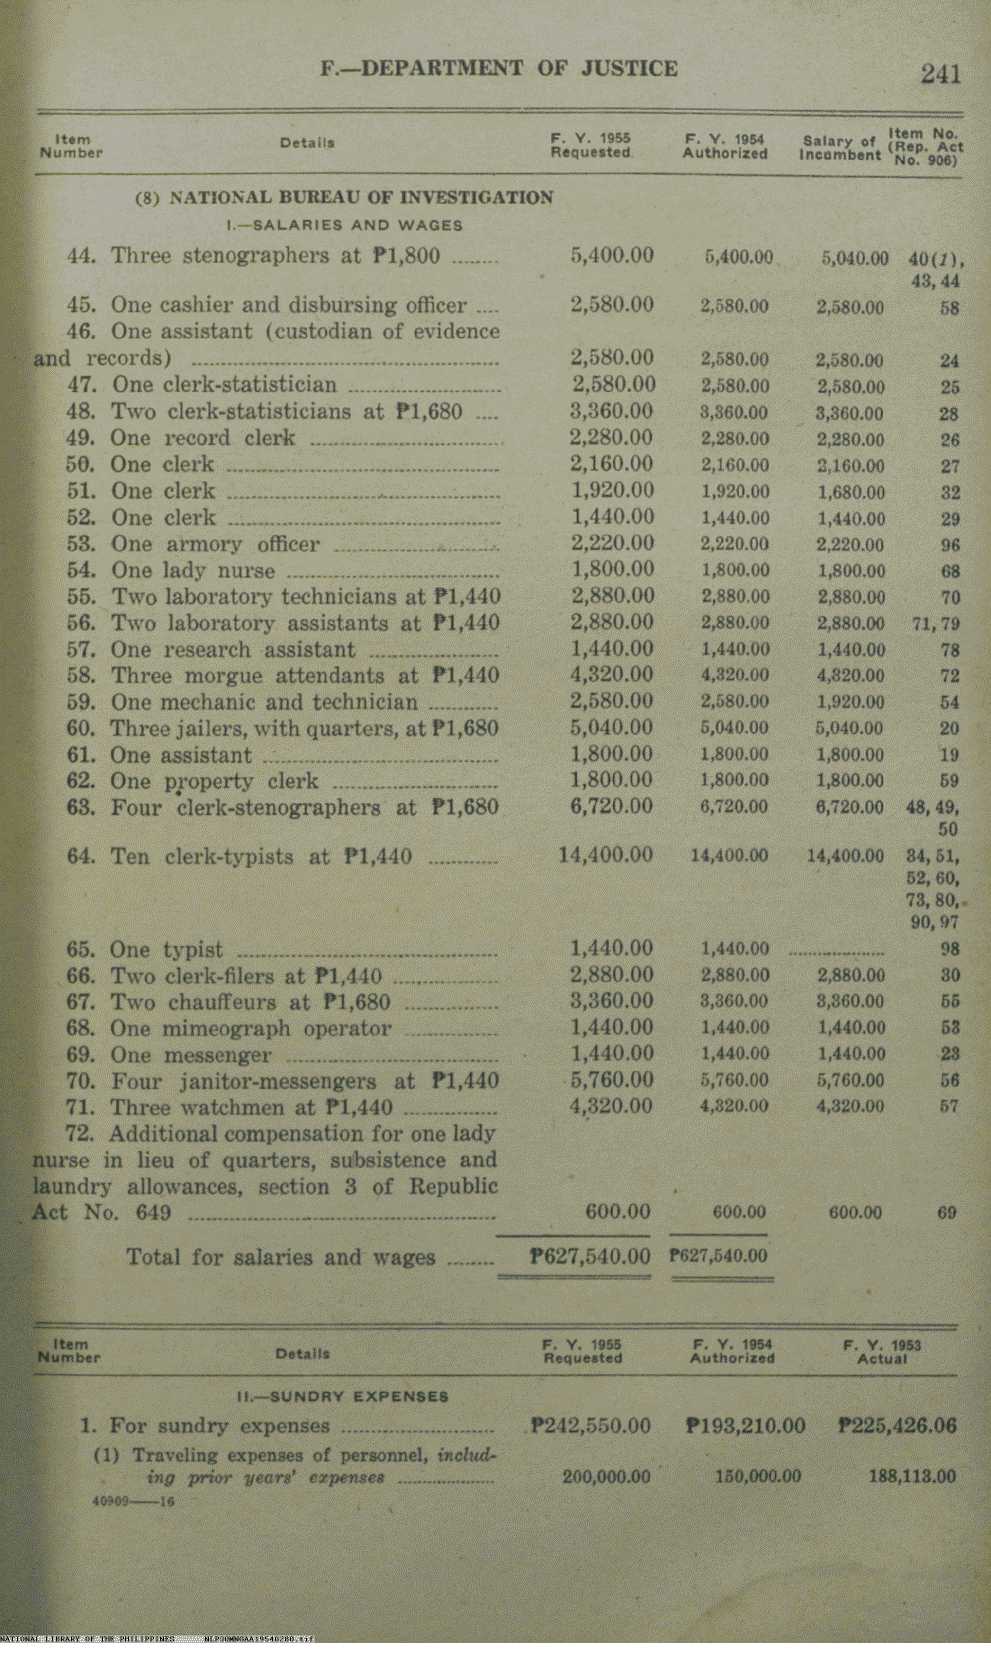 F.—DEPARTMENT OF JUSTICE 241
Item Number Details F. Y. 1955 Requested F. Y. 1954 Authorized Salary of Incumbent Item No. (Rep. Act No. 906)
(8) NATIONAL BUREAU OF INVESTIGATION
I.—SALARIES AND WAGES
44. Three stenographers at ₱1,800 ........ 5,400.00 5,400.00 5,040.00 40(1),
43, 44
45. One cashier and disbursing officer .... 2,580.00 2,580.00 2,580.00 58
46. One assistant (custodian of evidence
and records) ........ 2,580.00 2,580.00 2,580.00 24
47. One clerk-statistician ........ 2,580.00 2,580.00 2,580.00 25
48. Two clerk-statisticians at ₱1,680 .... 3,360.00 3,360.00 3,360.00 28
49. One record clerk ........ 2,280.00 2,280.00 2,280.00 26
50. One clerk ........ 2,160.00 2,160.00 2,160.00 27
51. One clerk ........ 1,920.00 1,920.00 1,680.00 32
52. One clerk ........ 1,440.00 1,440.00 1,440.00 29
53. One armory officer ........ 2,220.00 2,220.00 2,220.00 96
54. One lady nurse ........ 1,800.00 1,800.00 1,800.00 68
55. Two laboratory technicians at ₱1,440 2,880.00 2,880.00 2,880.00 70
56. Two laboratory assistants at ₱1,440 2,880.00 2,880.00 2,880.00 71, 79
57. One research assistant ........ 1,440.00 1,440.00 1,440.00 78
58. Three morgue attendants at ₱1,440 4,320.00 4,320.00 4,320.00 72
59. One mechanic and technician ........ 2,580.00 2,580.00 1,920.00 54
60. Three jailers, with quarters, at ₱1,680 5,040.00 5,040.00 5,040.00 20
61. One assistant ........ 1,800.00 1,800.00 1,800.00 19
62. One property clerk ........ 1,800.00 1,800.00 1,800.00 59
63. Four clerk-stenographers at ₱1,680 6,720.00 6,720.00 6,720.00 48, 49,
50
64. Ten clerk-typists at ₱1,440 ........ 14,400.00 14,400.00 14,400.00 34, 51,
52, 60,
73, 80,
90, 97
65. One typist ........ 1,440.00 1,440.00 ........ 98
66. Two clerk-filers at ₱1,440 ........ 2,880.00 2,880.00 2,880.00 30
67. Two chauffeurs at ₱1,680 ........ 3,360.00 3,360.00 3,360.00 55
68. One mimeograph operator ........ 1,440.00 1,440.00 1,440.00 53
69. One messenger ........ 1,440.00 1,440.00 1,440.00 23
70. Four janitor-messengers at ₱1,440 5,760.00 5,760.00 5,760.00 56
71. Three watchmen at ₱1,440 ........ 4,320.00 4,320.00 4,320.00 57
72. Additional compensation for one lady
nurse in lieu of quarters, subsistence and
laundry allowances, section 3 of Republic
Act No. 649 ........ 600.00 600.00 600.00 69
Total for salaries and wages ........ ₱627,540.00 ₱627,540.00
Item Number Details F. Y. 1955 Requested F. Y. 1954 Authorized F. Y. 1953 Actual
II.—SUNDRY EXPENSES
1. For sundry expenses ........ ₱242,550.00 ₱193,210.00 ₱225,426.06
(1) Traveling expenses of personnel, includ-
ing prior years' expenses ........ 200,000.00 150,000.00 188,113.00
40909——16
NATIONAL LIBRARY OF THE PHILIPPINES NLPDOMNGAA19540280.tif